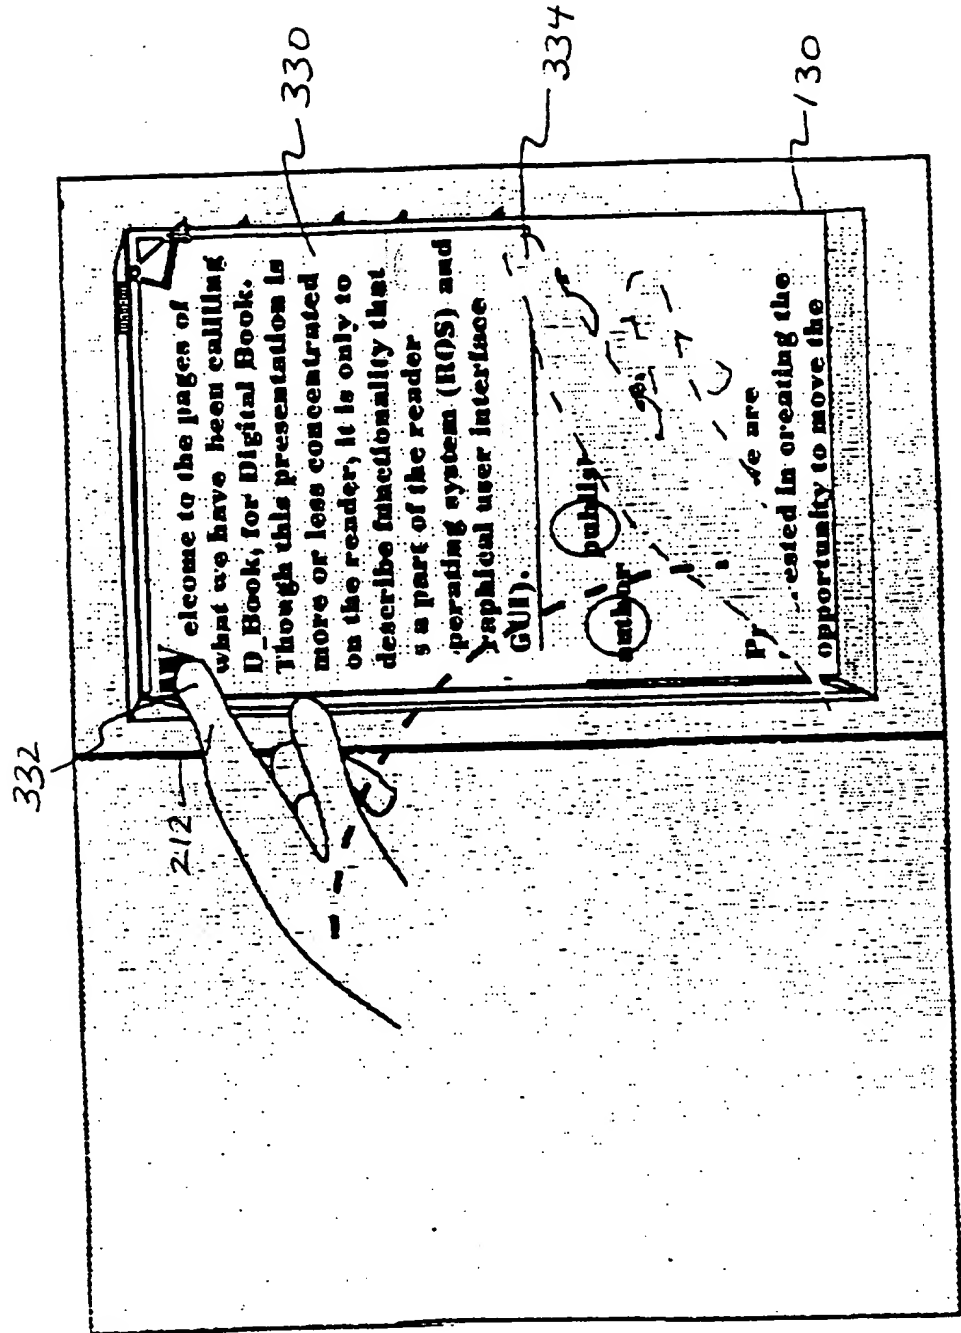 elcome to the pages of
what we have been calling
D_Book, for Digital Book.
Though this presentation is
more or less concentrated
on the reader, it is only to
describe functionality that
s a part of the reader
perating system (ROS) and
raphical user interface
GUI).
author publis
Pr e are
ested in creating the
opportunity to move the
332
212
330
334
130